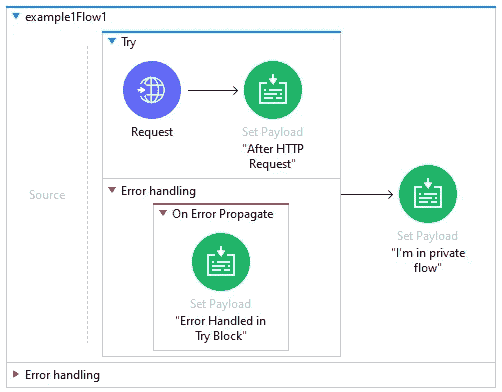 example1Flow1
Try
Request
Set Payload
"After HTTP
Request"
Source
Error handling
On Error Propagate
Set Payload
"Error Handled in
Try Block"
Set Payload
"I'm in private
flow"
Error handling